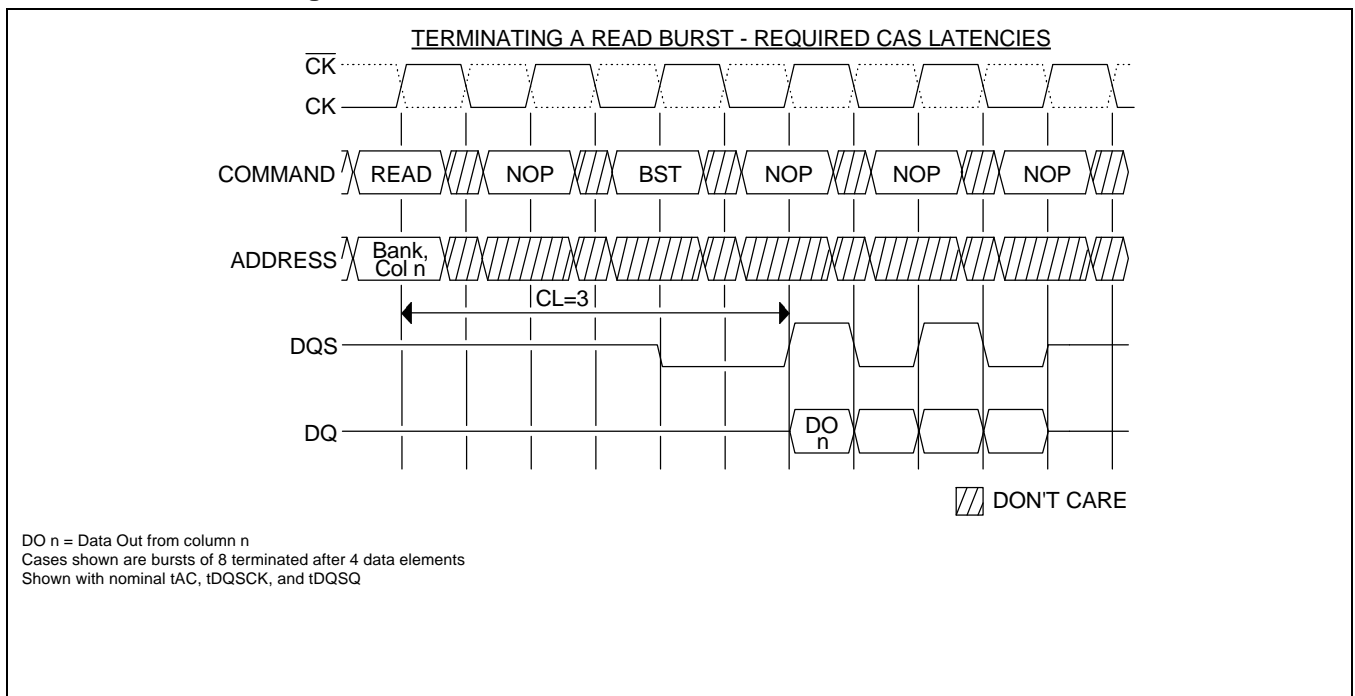 TERMINATING A READ BURST - REQUIRED CAS LATENCIES
CK
CK
COMMAND READ NOP BST NOP NOP NOP
ADDRESS Bank,
Col n
CL=3
DQS
DQ DO
n
DON'T CARE
DO n = Data Out from column n
Cases shown are bursts of 8 terminated after 4 data elements
Shown with nominal tAC, tDQSCK, and tDQSQ